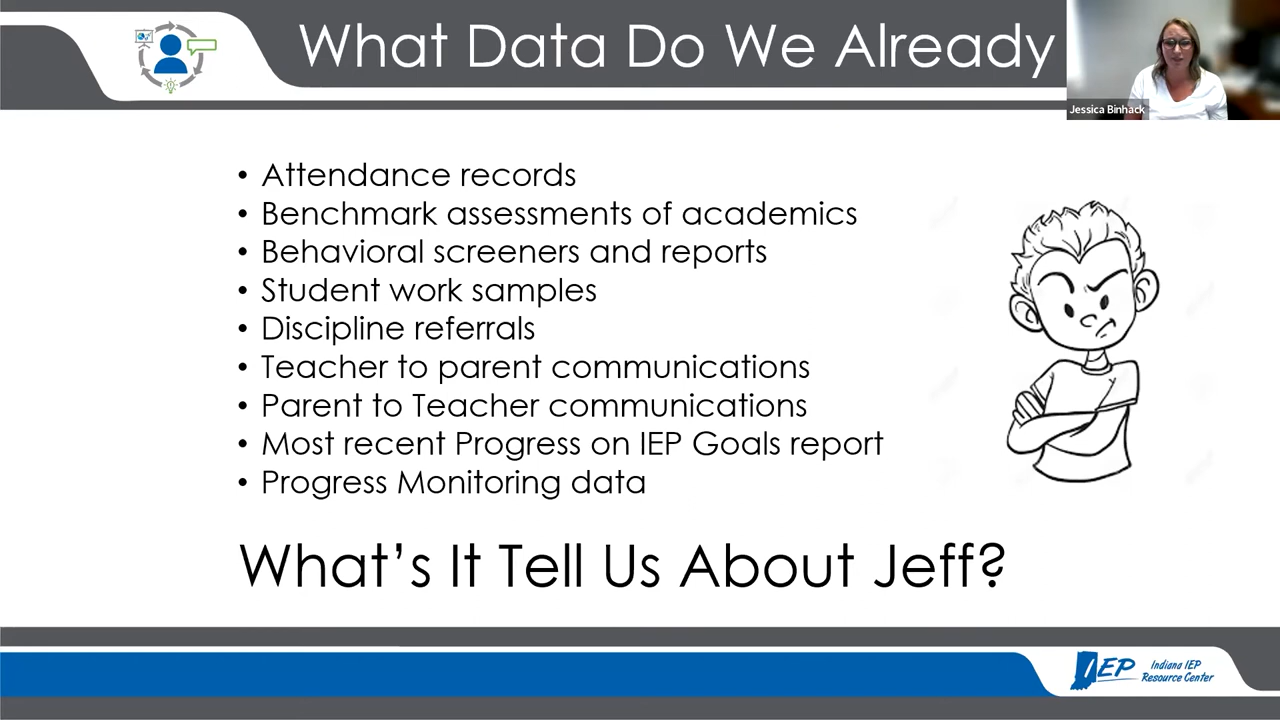 What Data Do We Already
Jessica Binhack
• Attendance records
• Benchmark assessments of academics
• Behavioral screeners and reports
• Student work samples
• Discipline referrals
• Teacher to parent communications
• Parent to Teacher communications
• Most recent Progress on IEP Goals report
• Progress Monitoring data
What's It Tell Us About Jeff?
IEP
Indiana IEP
Resource Center